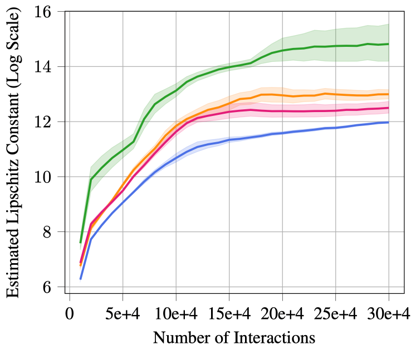 Estimated Lipschitz Constant (Log Scale)
16
14
12
10
8
6
0 5e+4 10e+4 15e+4 20e+4 25e+4 30e+4
Number of Interactions